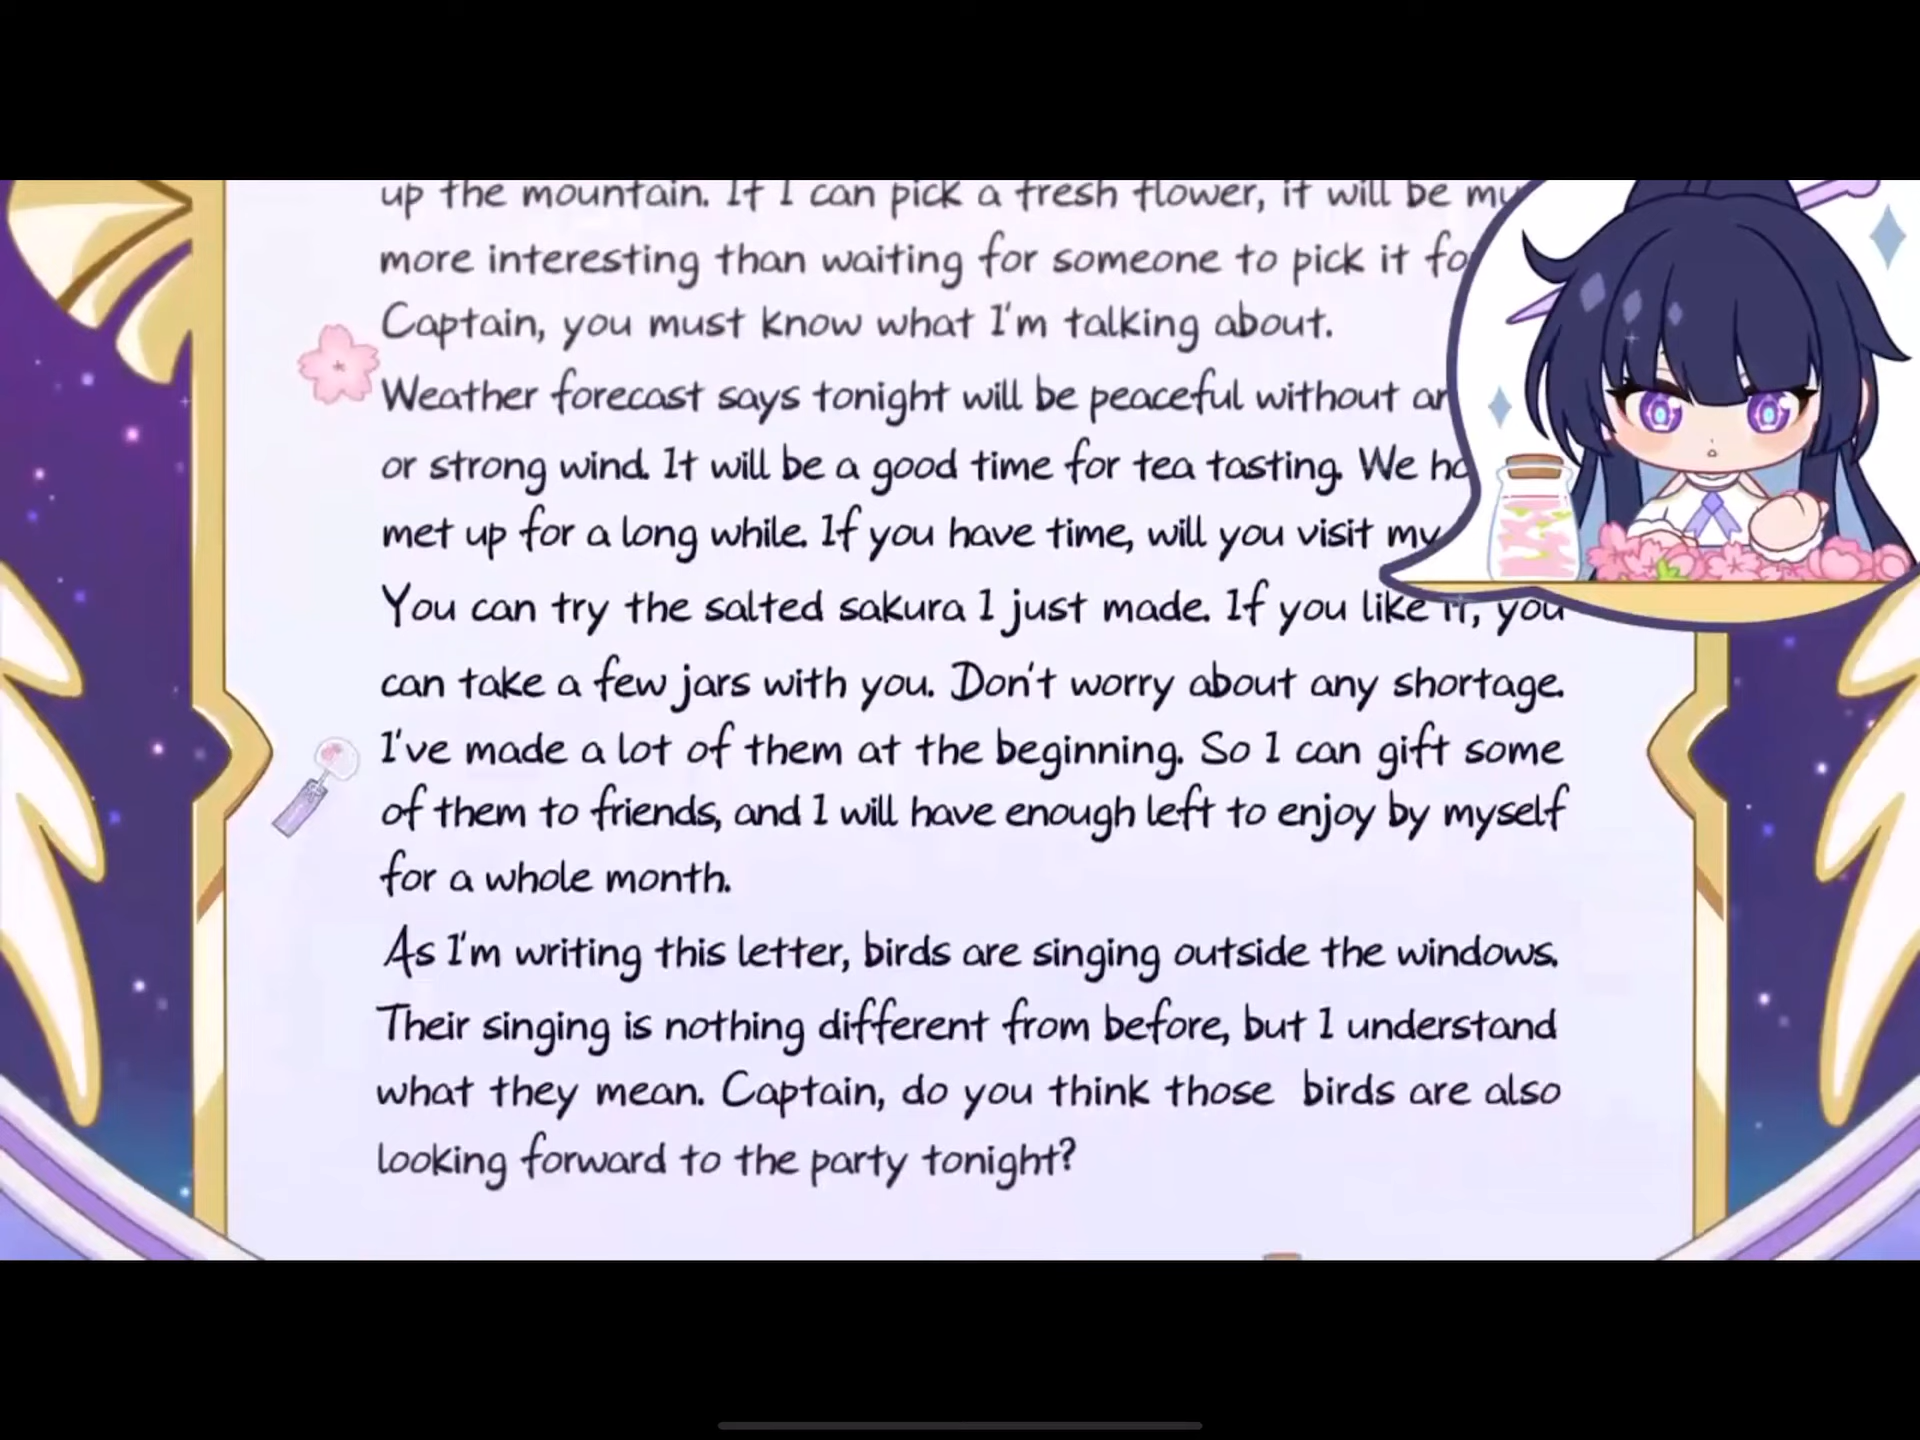 up the mountain. If I can pick a fresh flower, it will be
more interesting than waiting for someone to pick it
Captain, you must know what I'm talking about.
Weather forecast says tonight will be peaceful without
or strong wind. It will be a good time for tea tasting. We
met up for a long while. If you have time, will you visit my
You can try the salted sakura I just made. If you like it, you
can take a few jars with you. Don't worry about any shortage.
I've made a lot of them at the beginning. So I can gift some
of them to friends, and I will have enough left to enjoy by myself
for a whole month.
As I'm writing this letter, birds are singing outside the windows.
Their singing is nothing different from before, but I understand
what they mean. Captain, do you think those birds are also
looking forward to the party tonight?